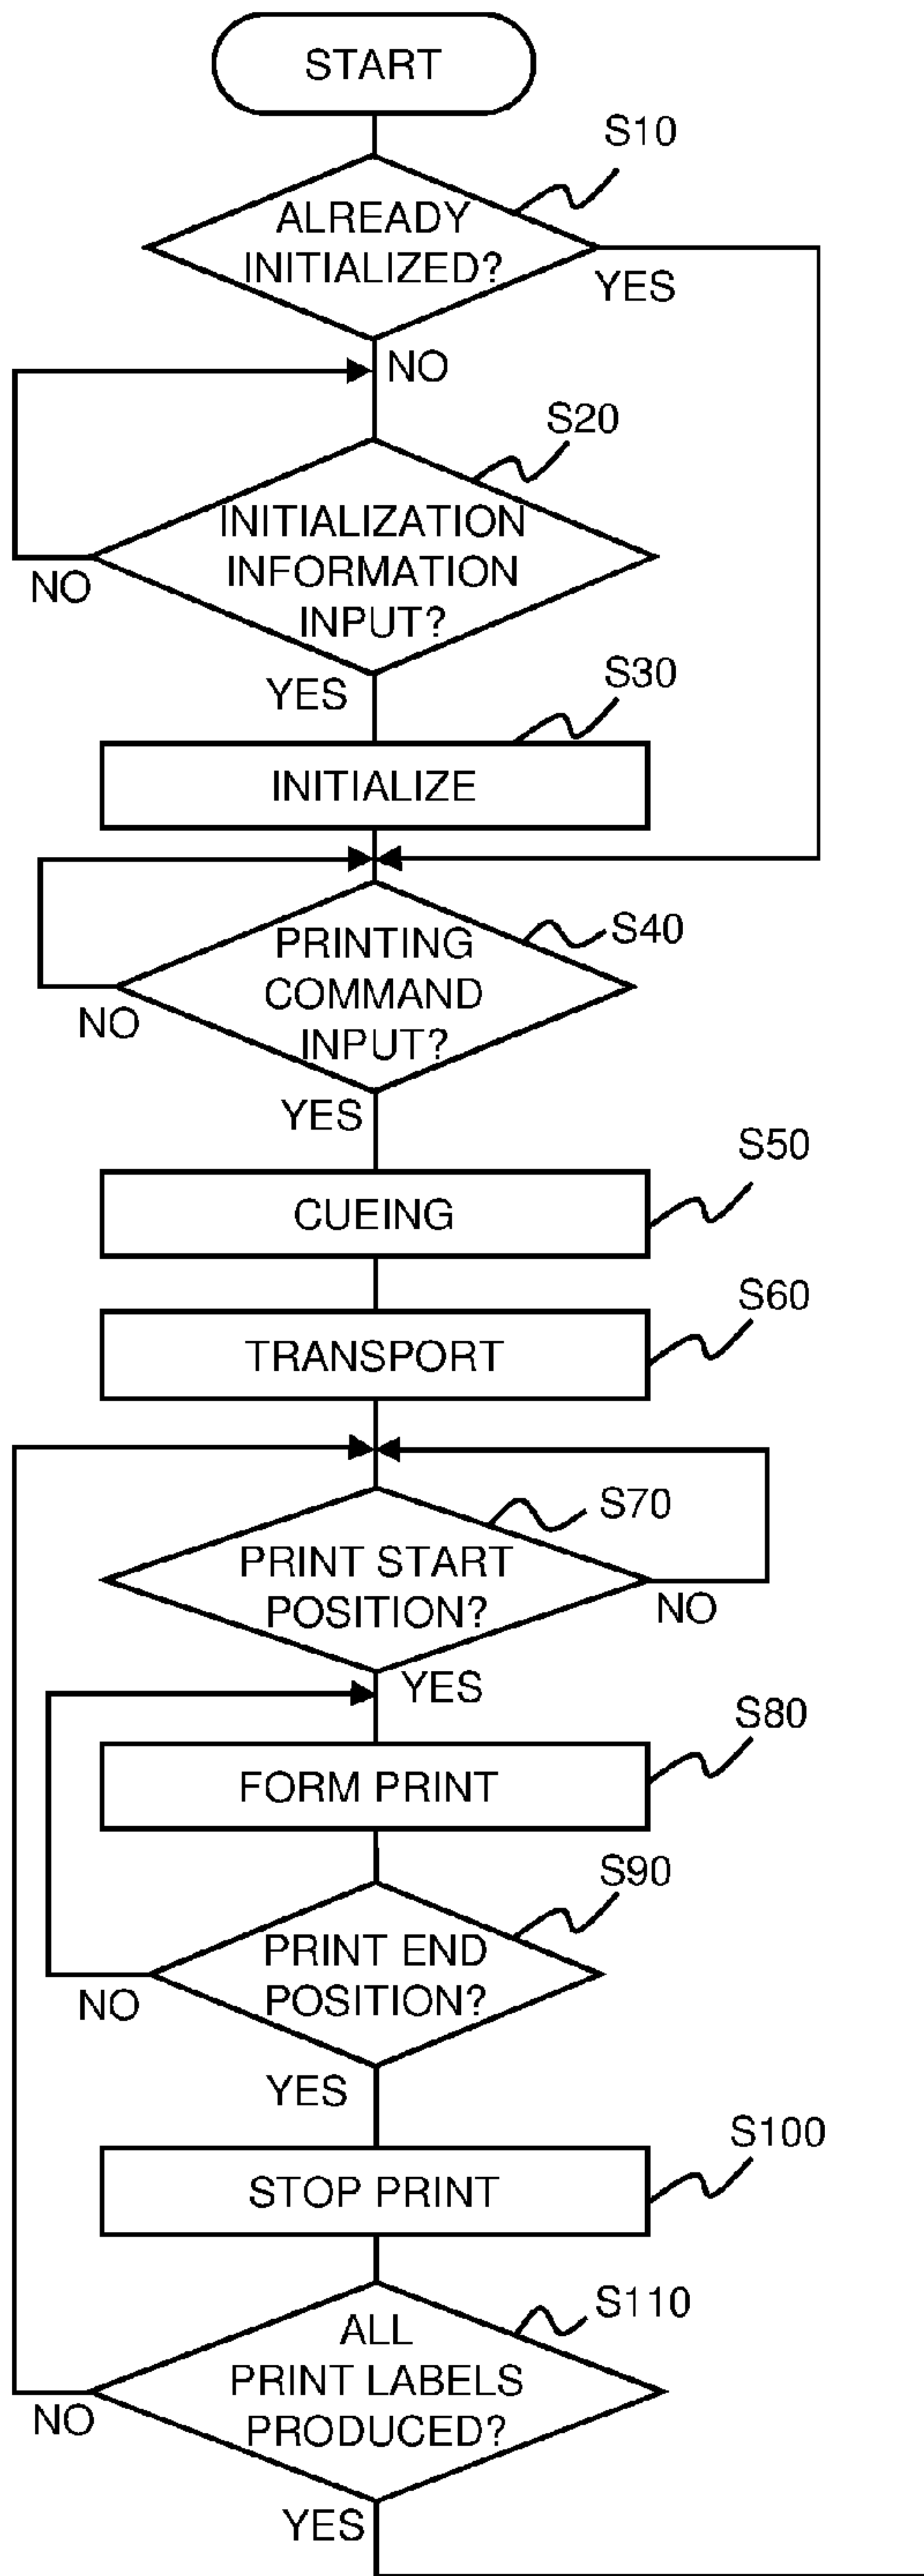 START
S10
ALREADY
INITIALIZED?
YES
NO
S20
INITIALIZATION
INFORMATION
INPUT?
NO
YES
S30
INITIALIZE
S40
PRINTING
COMMAND
INPUT?
NO
YES
S50
CUEING
S60
TRANSPORT
S70
PRINT START
POSITION?
NO
YES
S80
FORM PRINT
S90
PRINT END
POSITION?
NO
YES
S100
STOP PRINT
S110
ALL
PRINT LABELS
PRODUCED?
NO
YES